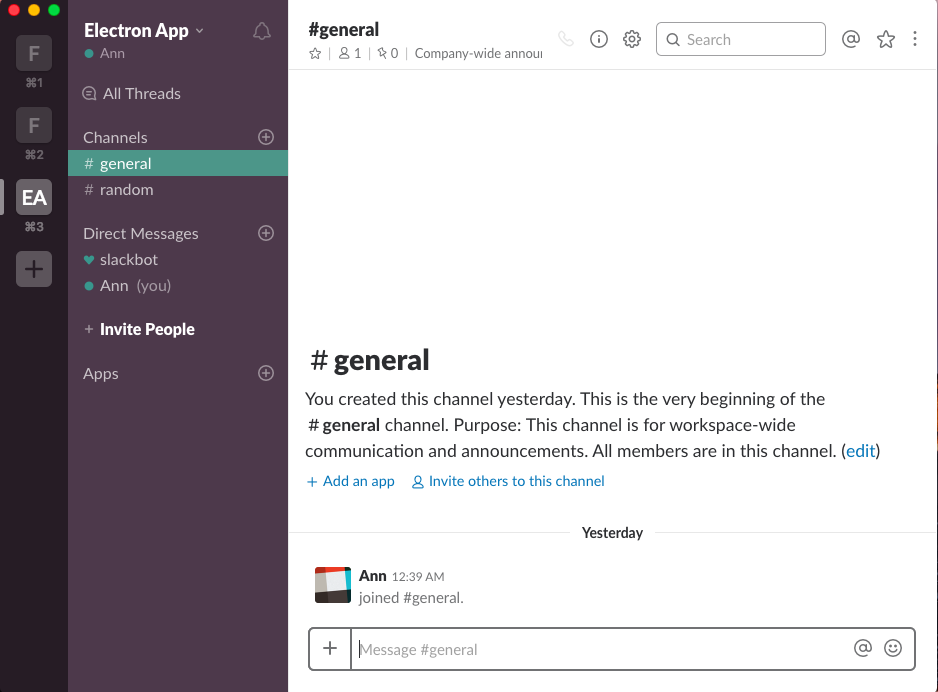 F
⌘1
F
⌘2
EA
⌘3
Electron App
Ann
All Threads
Channels
# general
# random
Direct Messages
slackbot
Ann (you)
+ Invite People
Apps
#general
1 | 0 | Company-wide annou
Search
# general
You created this channel yesterday. This is the very beginning of the
# general channel. Purpose: This channel is for workspace-wide
communication and announcements. All members are in this channel. (edit)
+ Add an app Invite others to this channel
Yesterday
Ann 12:39 AM
joined #general.
+ Message #general @